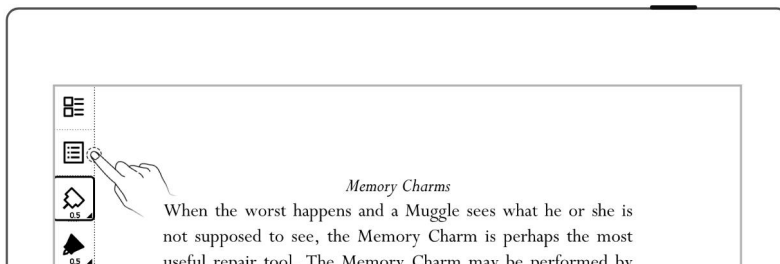 0.5
0.5
Memory Charms
When the worst happens and a Muggle sees what he or she is
not supposed to see, the Memory Charm is perhaps the most
useful repair tool. The Memory Charm may be performed by